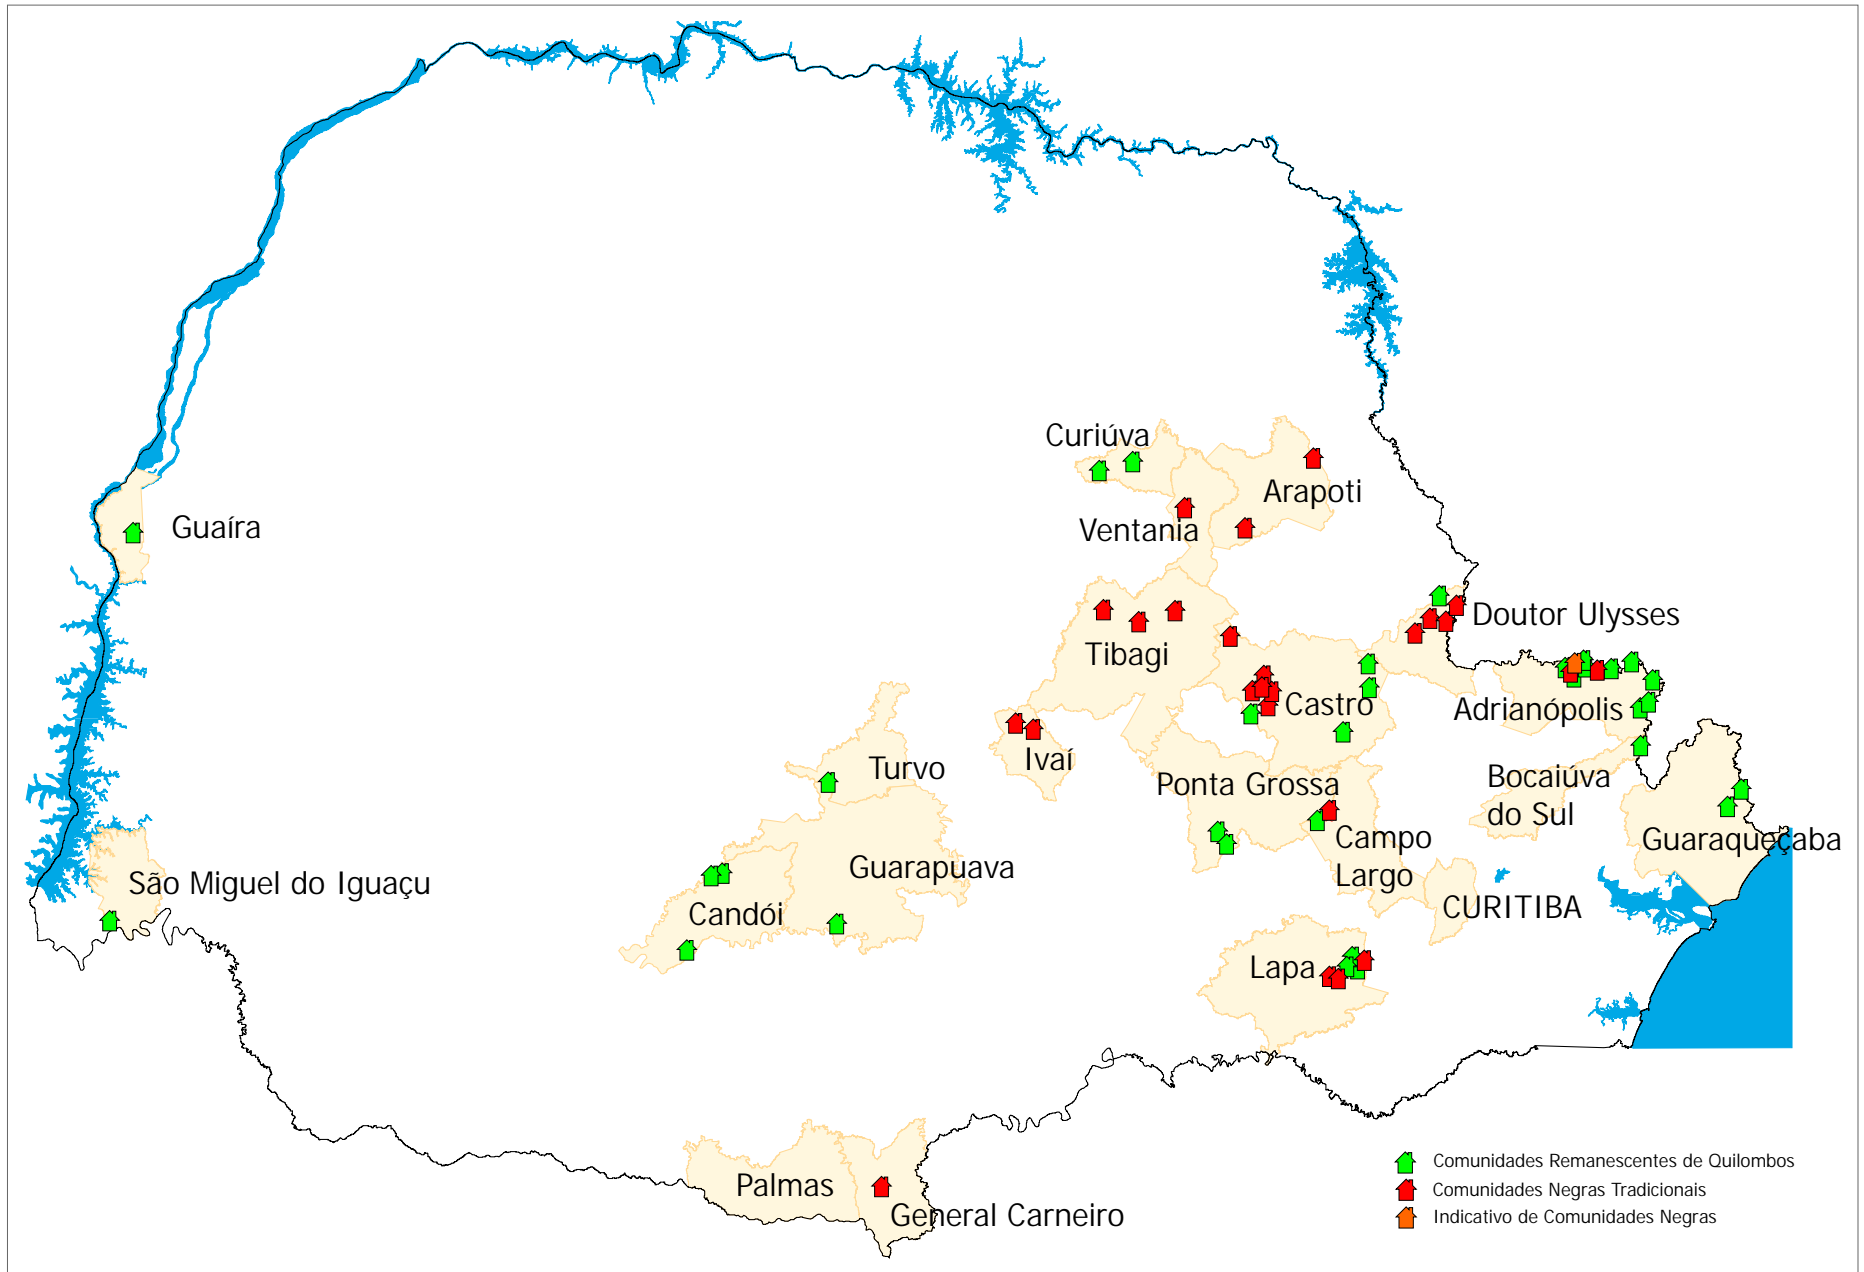 Curiúva
Arapoti
Ventania
Guaíra
Doutor Ulysses
Tibagi
Castro
Adrianópolis
Ivaí
Turvo
Ponta Grossa
Bocaiúva
do Sul
Campo
Largo
Guaraqueçaba
Guarapuava
São Miguel do Iguaçu
Candói
CURITIBA
Lapa
Palmas
General Carneiro
Comunidades Remanescentes de Quilombos
Comunidades Negras Tradicionais
Indicativo de Comunidades Negras